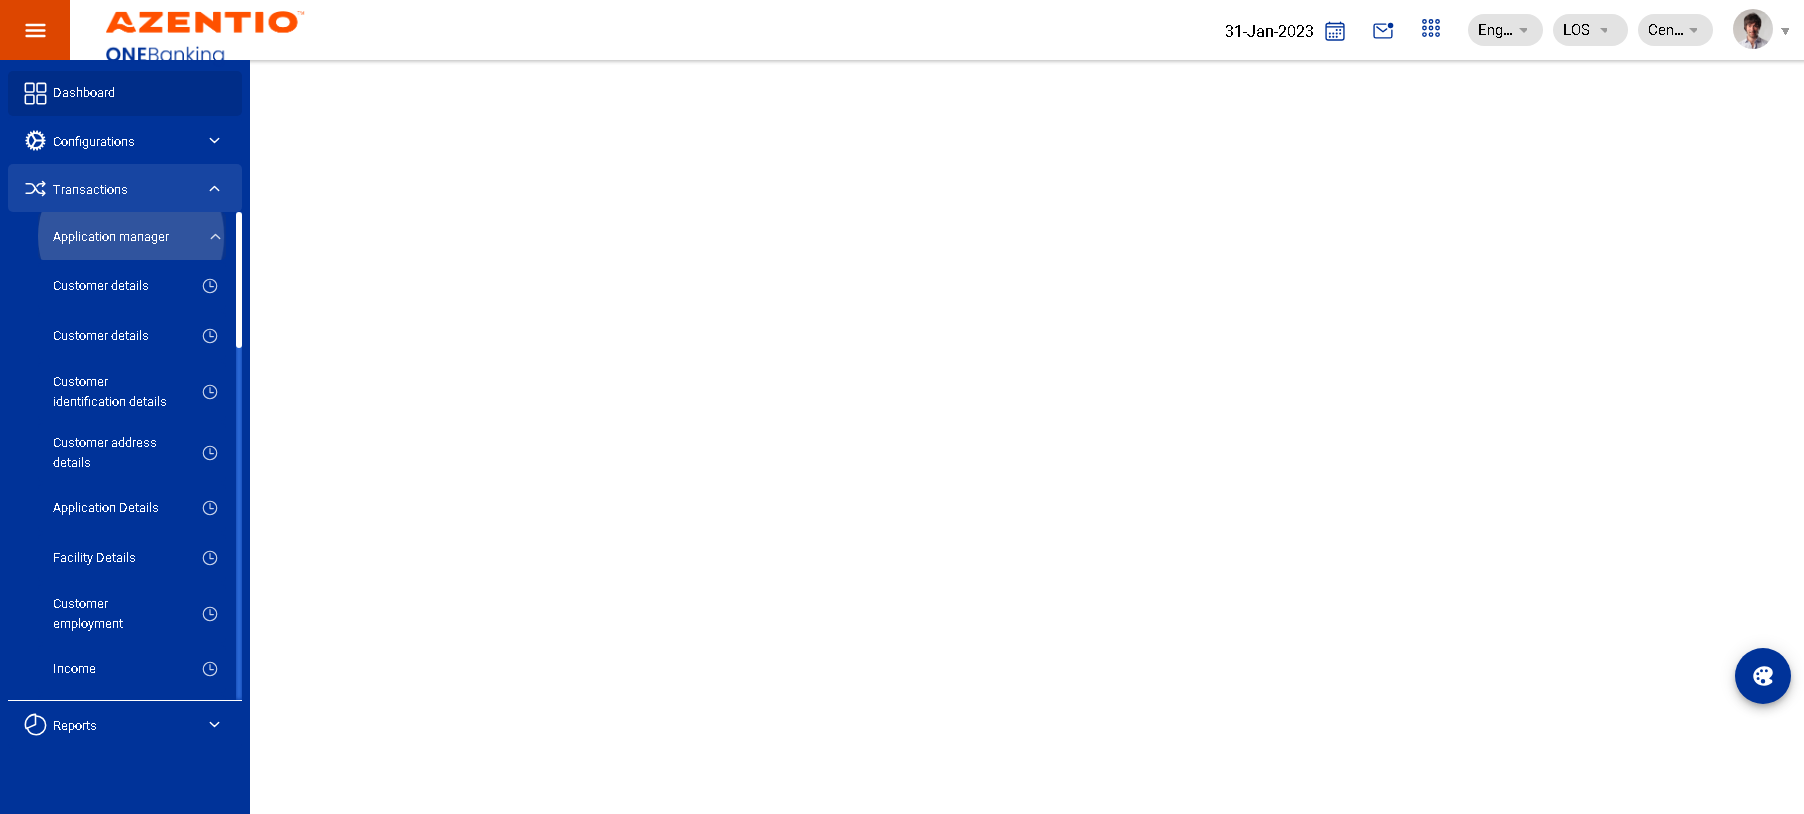 AZENTIO™
ONEBanking
31-Jan-2023
Eng...
LOS
Cen...
Dashboard
Configurations
Transactions
Application manager
Customer details
Customer details
Customer
identification details
Customer address
details
Application Details
Facility Details
Customer
employment
Income
Reports